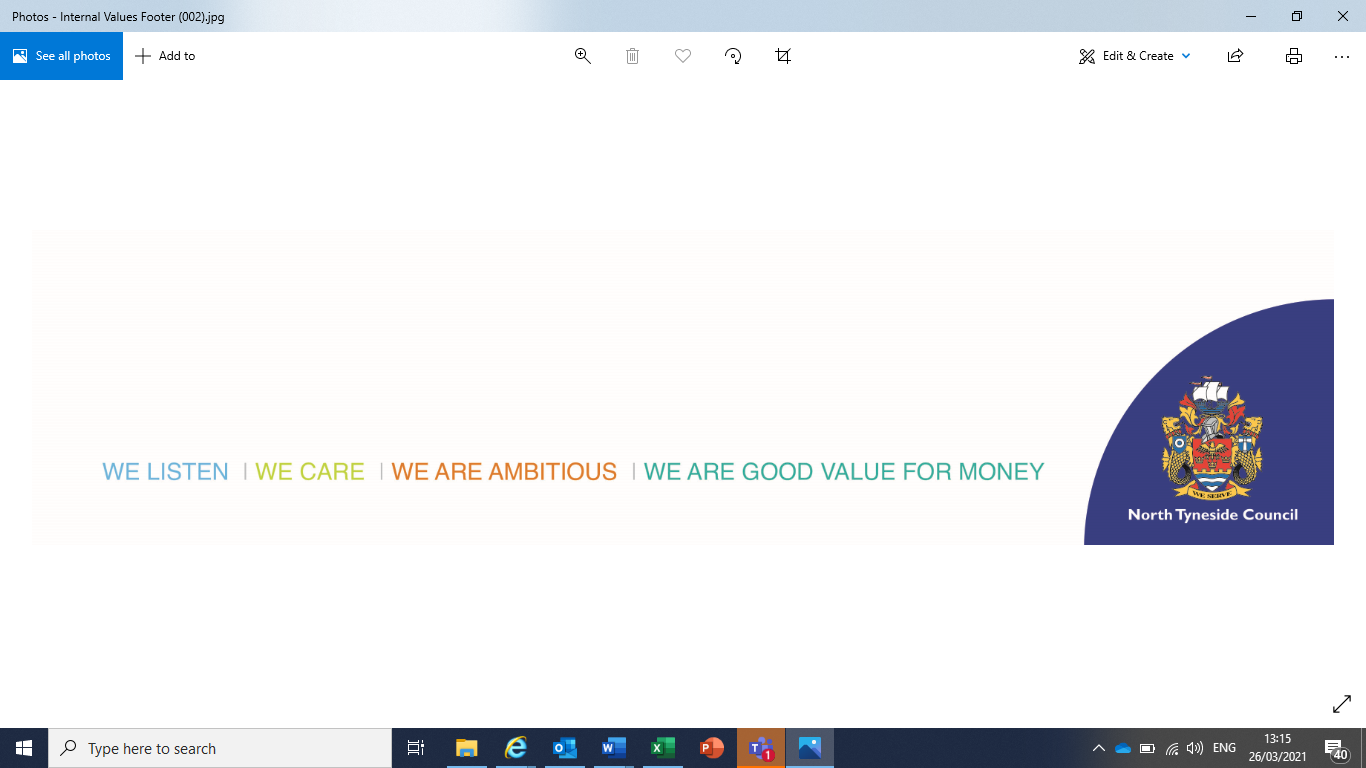 Photos - Internal Values Footer (002).jpg
See all photos
Add to
Edit & Create
WE LISTEN | WE CARE | WE ARE AMBITIOUS | WE ARE GOOD VALUE FOR MONEY
WE SERVE
North Tyneside Council
Type here to search
1
ENG
13:15
26/03/2021
40